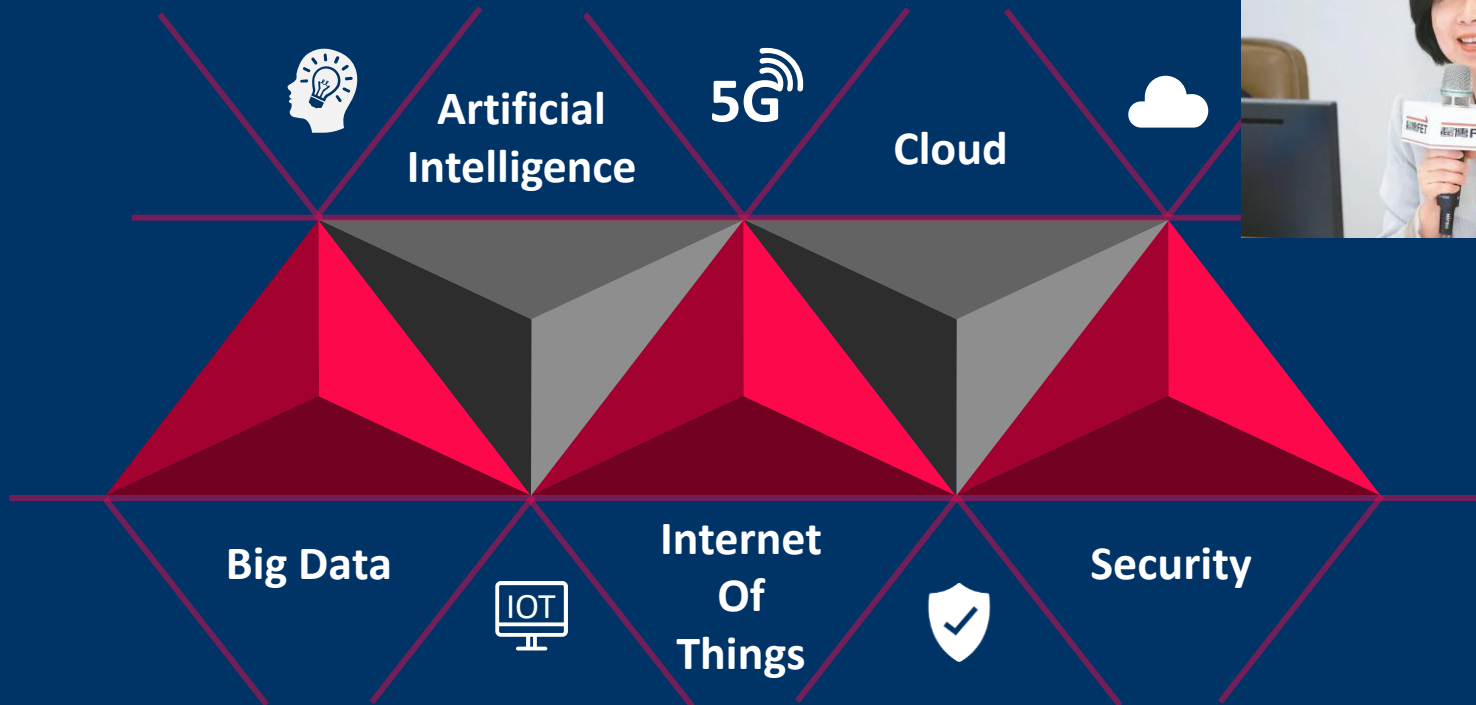 5G
Artificial
Intelligence
Cloud
Big Data
IOT
Internet
Of
Things
Security